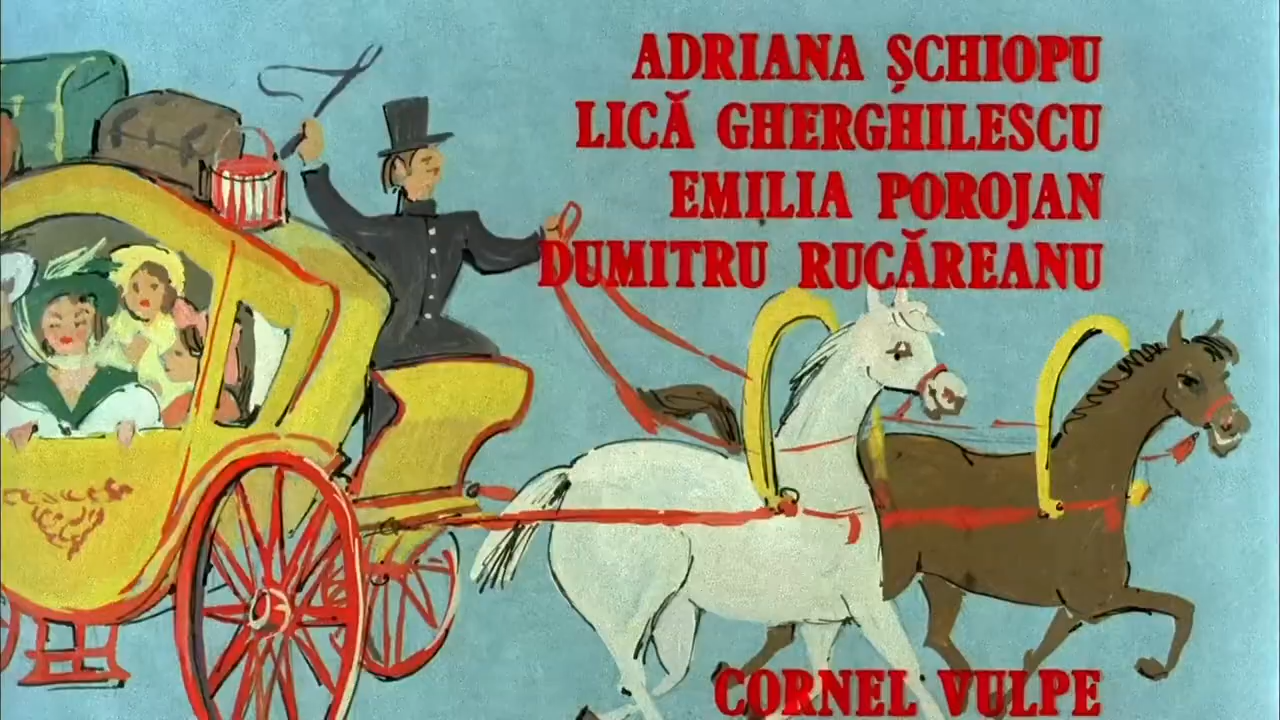 ADRIANA ȘCHIOPU
LICĂ GHERGHILESCU
EMILIA POROJAN
DUMITRU RUCĂREANU
CORNEL VULPE